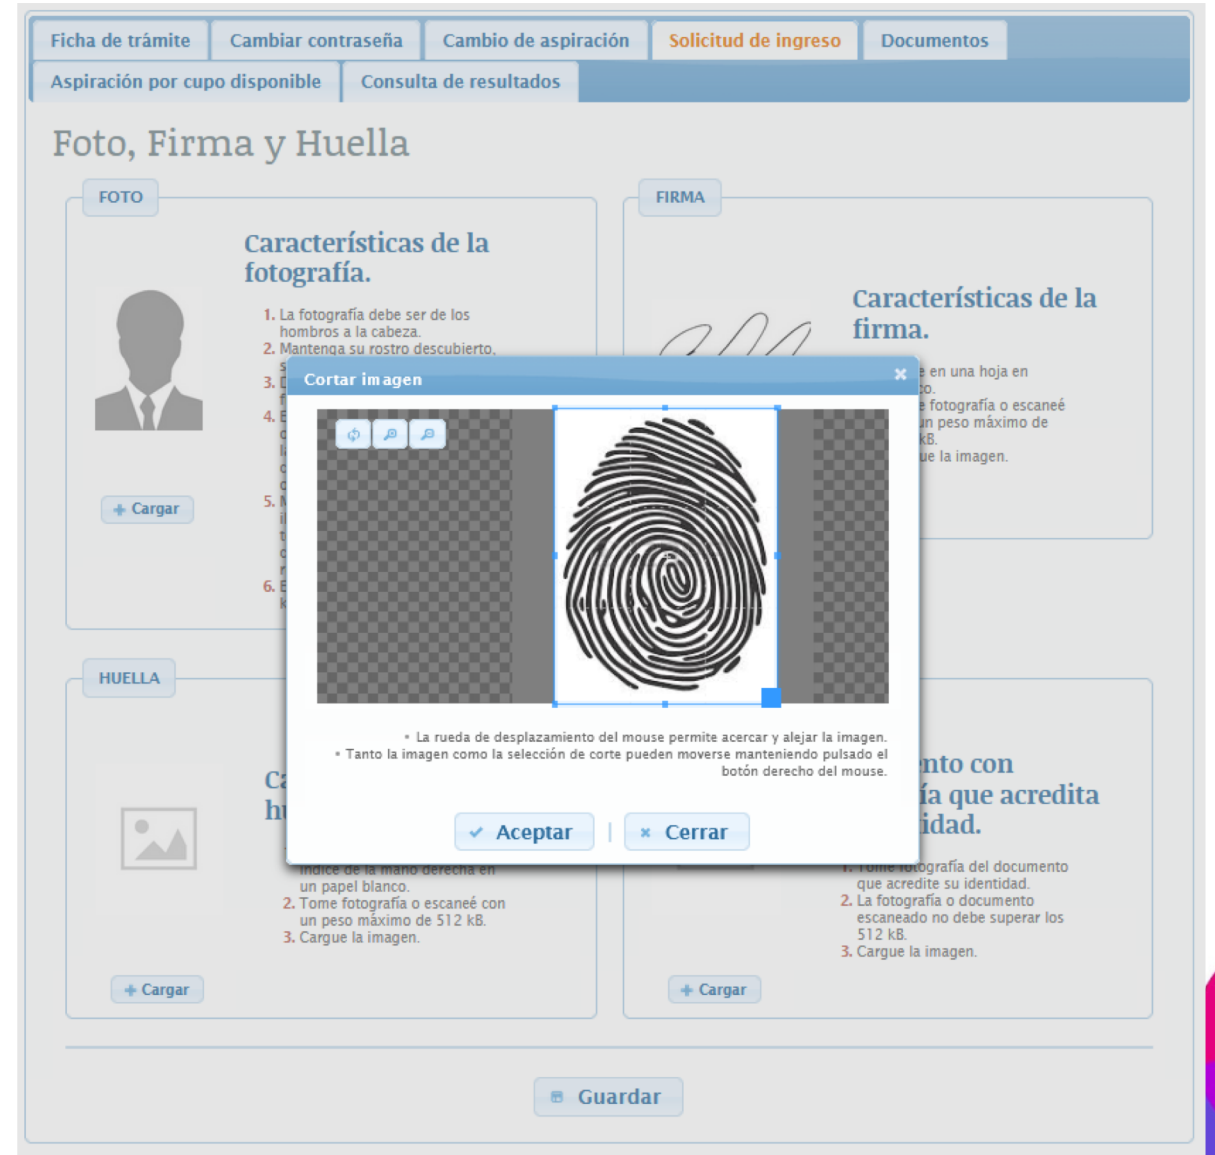 Ficha de trámite Cambiar contraseña Cambio de aspiración Solicitud de ingreso Documentos
Aspiración por cupo disponible Consulta de resultados
Foto, Firma y Huella
FOTO
Características de la
fotografía.
1. La fotografía debe ser de los
hombros a la cabeza.
2. Mantenga su rostro descubierto,
3.
4.
5.
6.
+ Cargar
FIRMA
Características de la
firma.
en una hoja en
fotografía o escaneé
un peso máximo de
kB.
la imagen.
Cortar imagen
• La rueda de desplazamiento del mouse permite acercar y alejar la imagen.
• Tanto la imagen como la selección de corte pueden moverse manteniendo pulsado el
botón derecho del mouse.
Aceptar | Cerrar
HUELLA
índice de la mano derecha en
un papel blanco.
2. Tome fotografía o escaneé con
un peso máximo de 512 kB.
3. Cargue la imagen.
+ Cargar
con
que acredita
1. Tome fotografía del documento
que acredite su identidad.
2. La fotografía o documento
escaneado no debe superar los
512 kB.
3. Cargue la imagen.
+ Cargar
Guardar